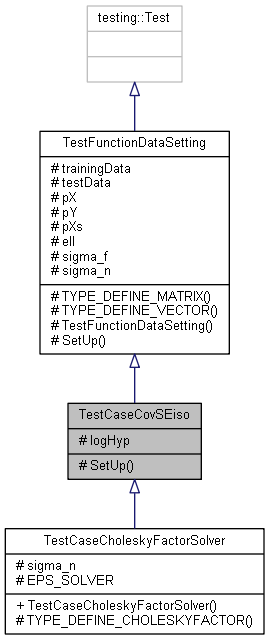 testing::Test
TestFunctionDataSetting
# trainingData
# testData
# pX
# pY
# pXs
# ell
# sigma_f
# sigma_n
# TYPE_DEFINE_MATRIX()
# TYPE_DEFINE_VECTOR()
# TestFunctionDataSetting()
# SetUp()
TestCaseCovSEiso
# logHyp
# SetUp()
TestCaseCholeskyFactorSolver
# sigma_n
# EPS_SOLVER
+ TestCaseCholeskyFactorSolver()
# TYPE_DEFINE_CHOLESKYFACTOR()